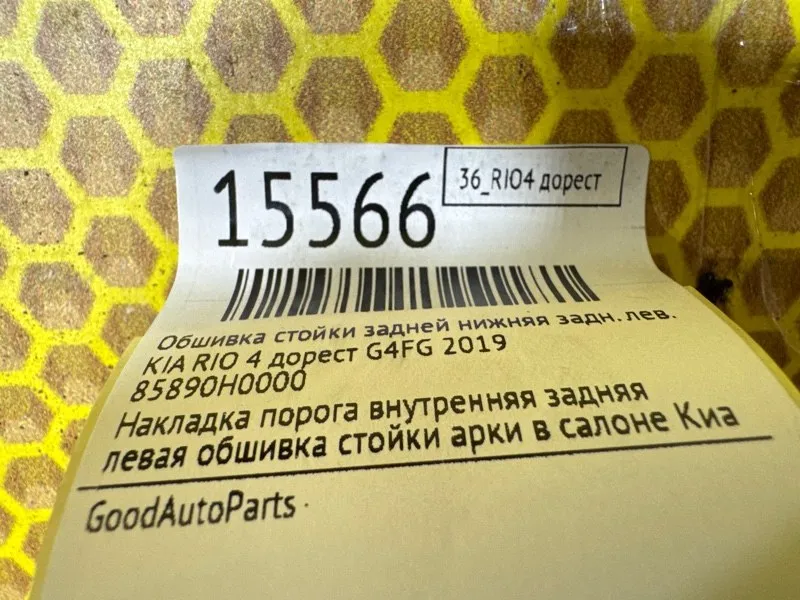 15566
36_RIO4 дорест
Обшивка стойки задней нижняя задн. лев.
KIA RIO 4 дорест G4FG 2019
85890H0000
Накладка порога внутренняя задняя
левая обшивка стойки арки в салоне Киа
GoodAutoParts